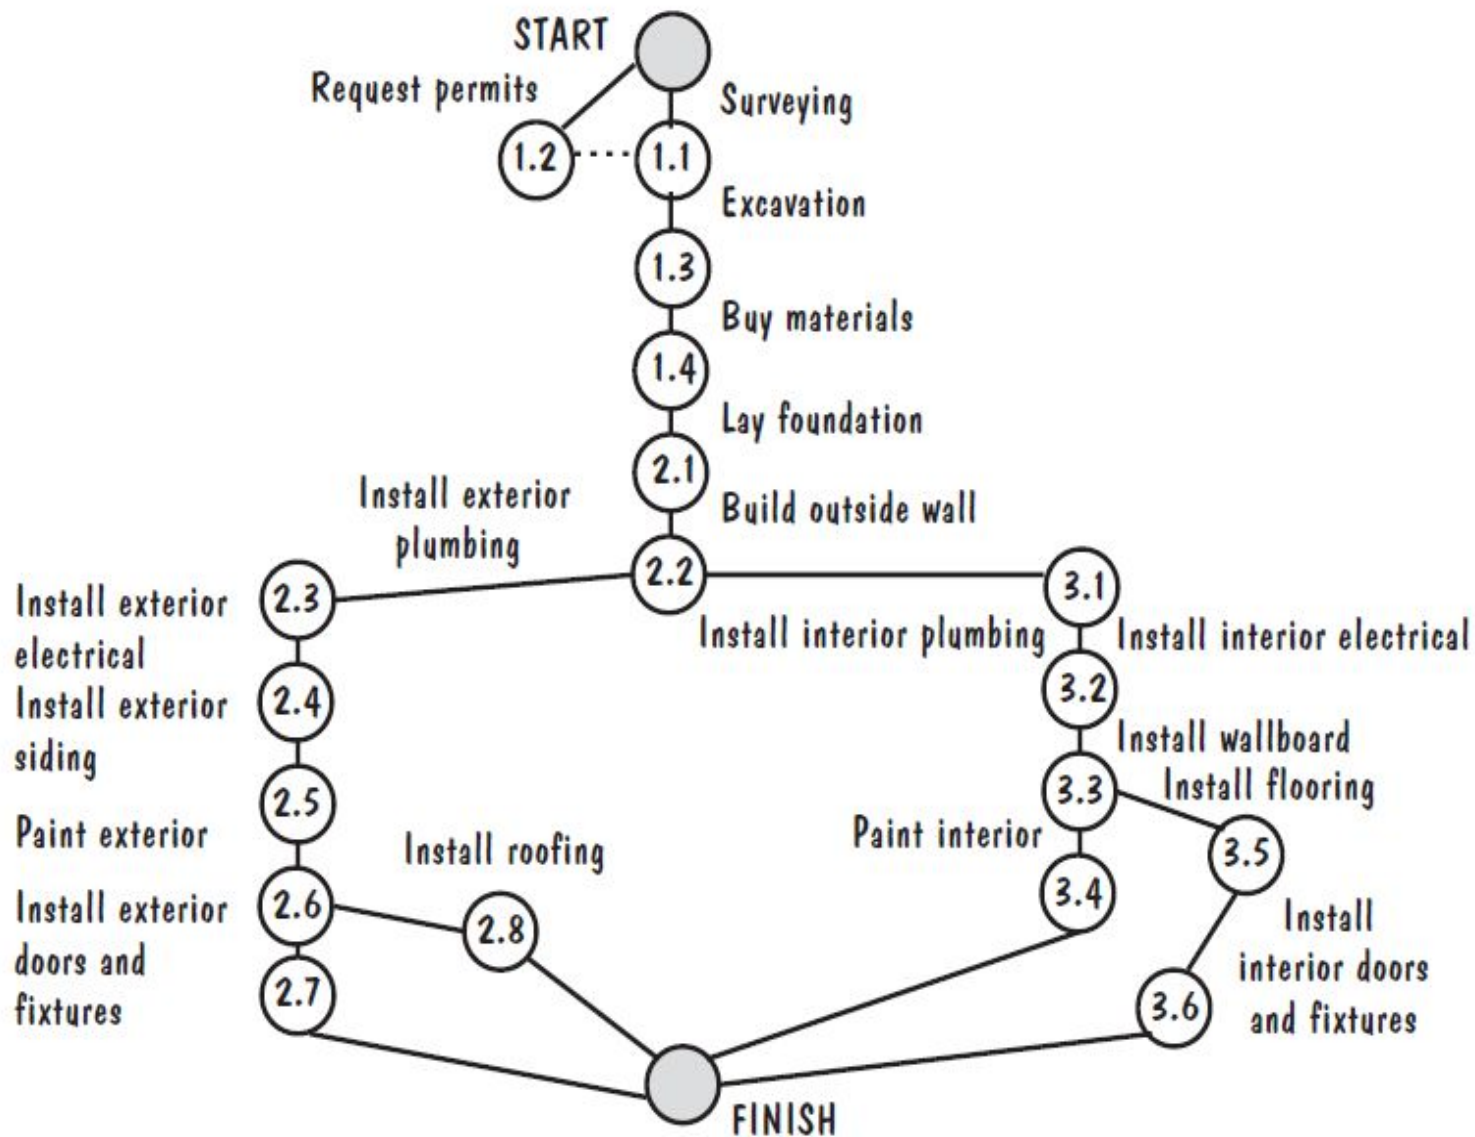 START
Request permits
Surveying
1.2
1.1
Excavation
1.3
Buy materials
1.4
Lay foundation
2.1
Install exterior
plumbing
Build outside wall
2.2
2.3
3.1
Install exterior
electrical
Install interior plumbing
Install interior electrical
2.4
3.2
Install exterior
siding
Install wallboard
2.5
3.3
Install flooring
Paint exterior
Install roofing
Paint interior
3.5
2.6
3.4
Install exterior
doors and
fixtures
2.8
Install
interior doors
and fixtures
2.7
3.6
FINISH